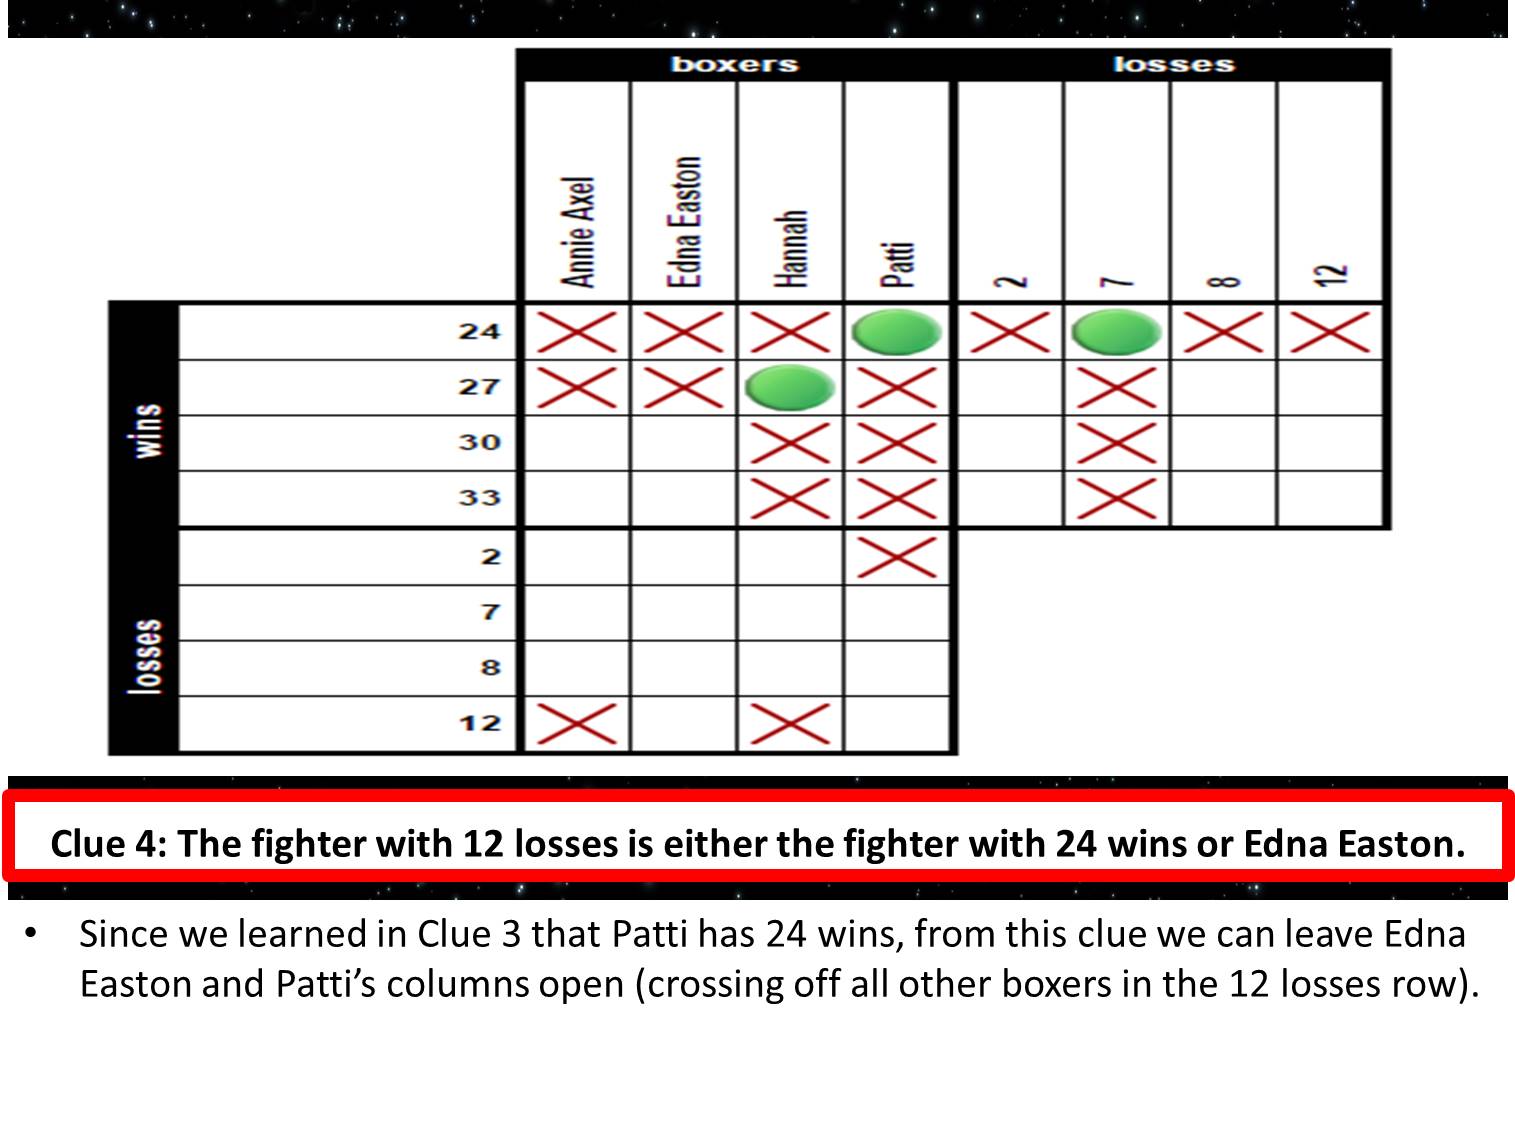 boxers losses
Annie Axel
Edna Easton
Hannah
Patti
2
7
8
12
wins
24
27
30
33
losses
2
7
8
12
Clue 4: The fighter with 12 losses is either the fighter with 24 wins or Edna Easton.
• Since we learned in Clue 3 that Patti has 24 wins, from this clue we can leave Edna
Easton and Patti’s columns open (crossing off all other boxers in the 12 losses row).